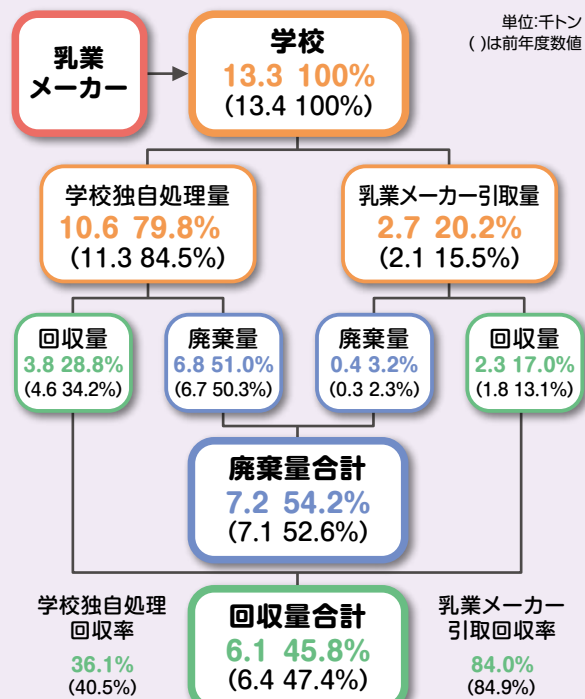 単位:千トン
( )は前年度数値
乳業
メーカー
学校
13.3 100%
(13.4 100%)
学校独自処理量
10.6 79.8%
(11.3 84.5%)
乳業メーカー引取量
2.7 20.2%
(2.1 15.5%)
回収量
3.8 28.8%
(4.6 34.2%)
廃棄量
6.8 51.0%
(6.7 50.3%)
廃棄量
0.4 3.2%
(0.3 2.3%)
回収量
2.3 17.0%
(1.8 13.1%)
廃棄量合計
7.2 54.2%
(7.1 52.6%)
学校独自処理
回収率
36.1%
(40.5%)
回収量合計
6.1 45.8%
(6.4 47.4%)
乳業メーカー
引取回収率
84.0%
(84.9%)